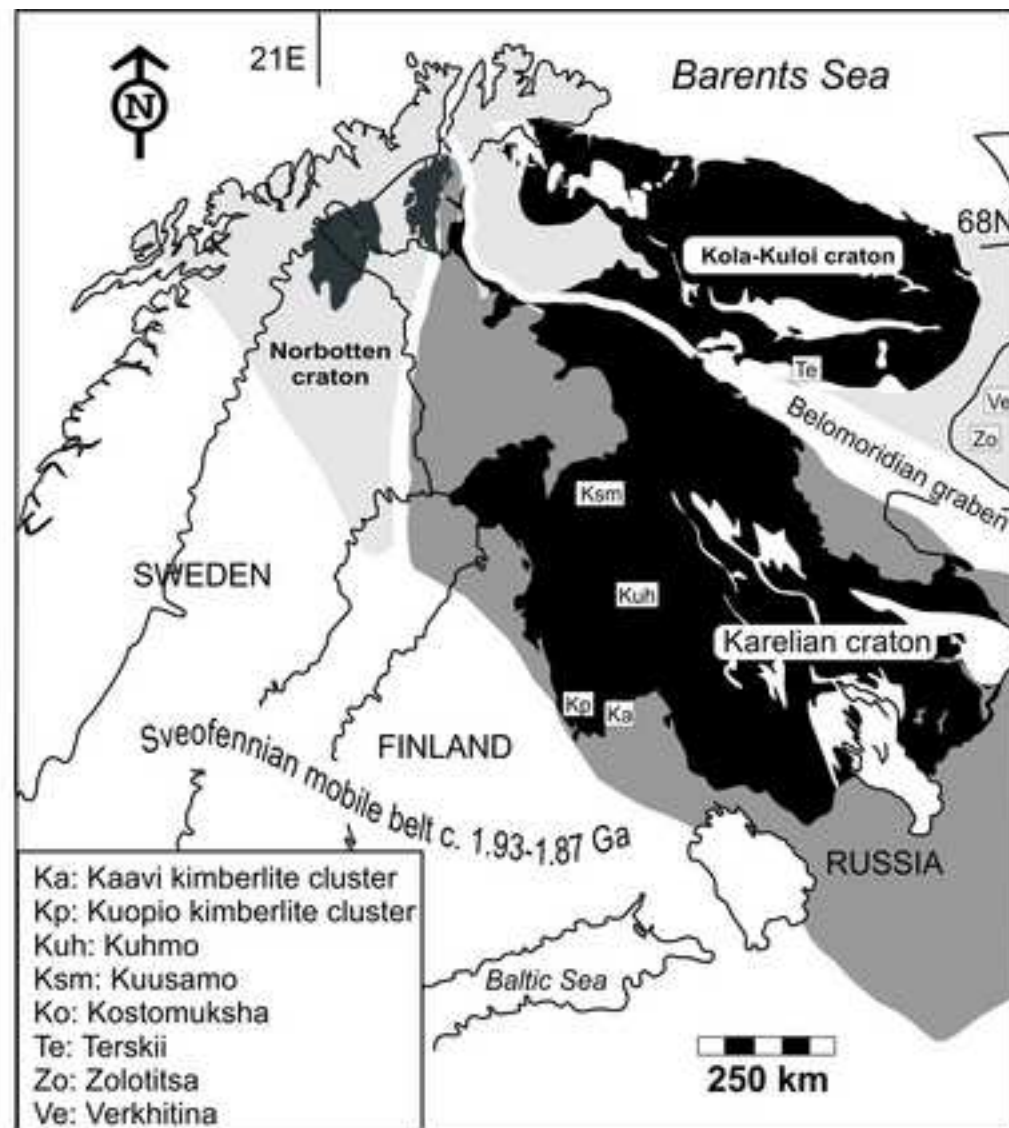 21E
Barents Sea
N
68N
Kola-Kuloi craton
Norbotten
craton
Te
Ve
Zo
Belomoridian graben
Ksm
SWEDEN
Kuh
Karelian craton
Kp
Ka
FINLAND
Sveofennian mobile belt c. 1.93-1.87 Ga
RUSSIA
Ka: Kaavi kimberlite cluster
Kp: Kuopio kimberlite cluster
Kuh: Kuhmo
Ksm: Kuusamo
Ko: Kostomuksha
Te: Terskii
Zo: Zolotitsa
Ve: Verkhitina
Baltic Sea
250 km